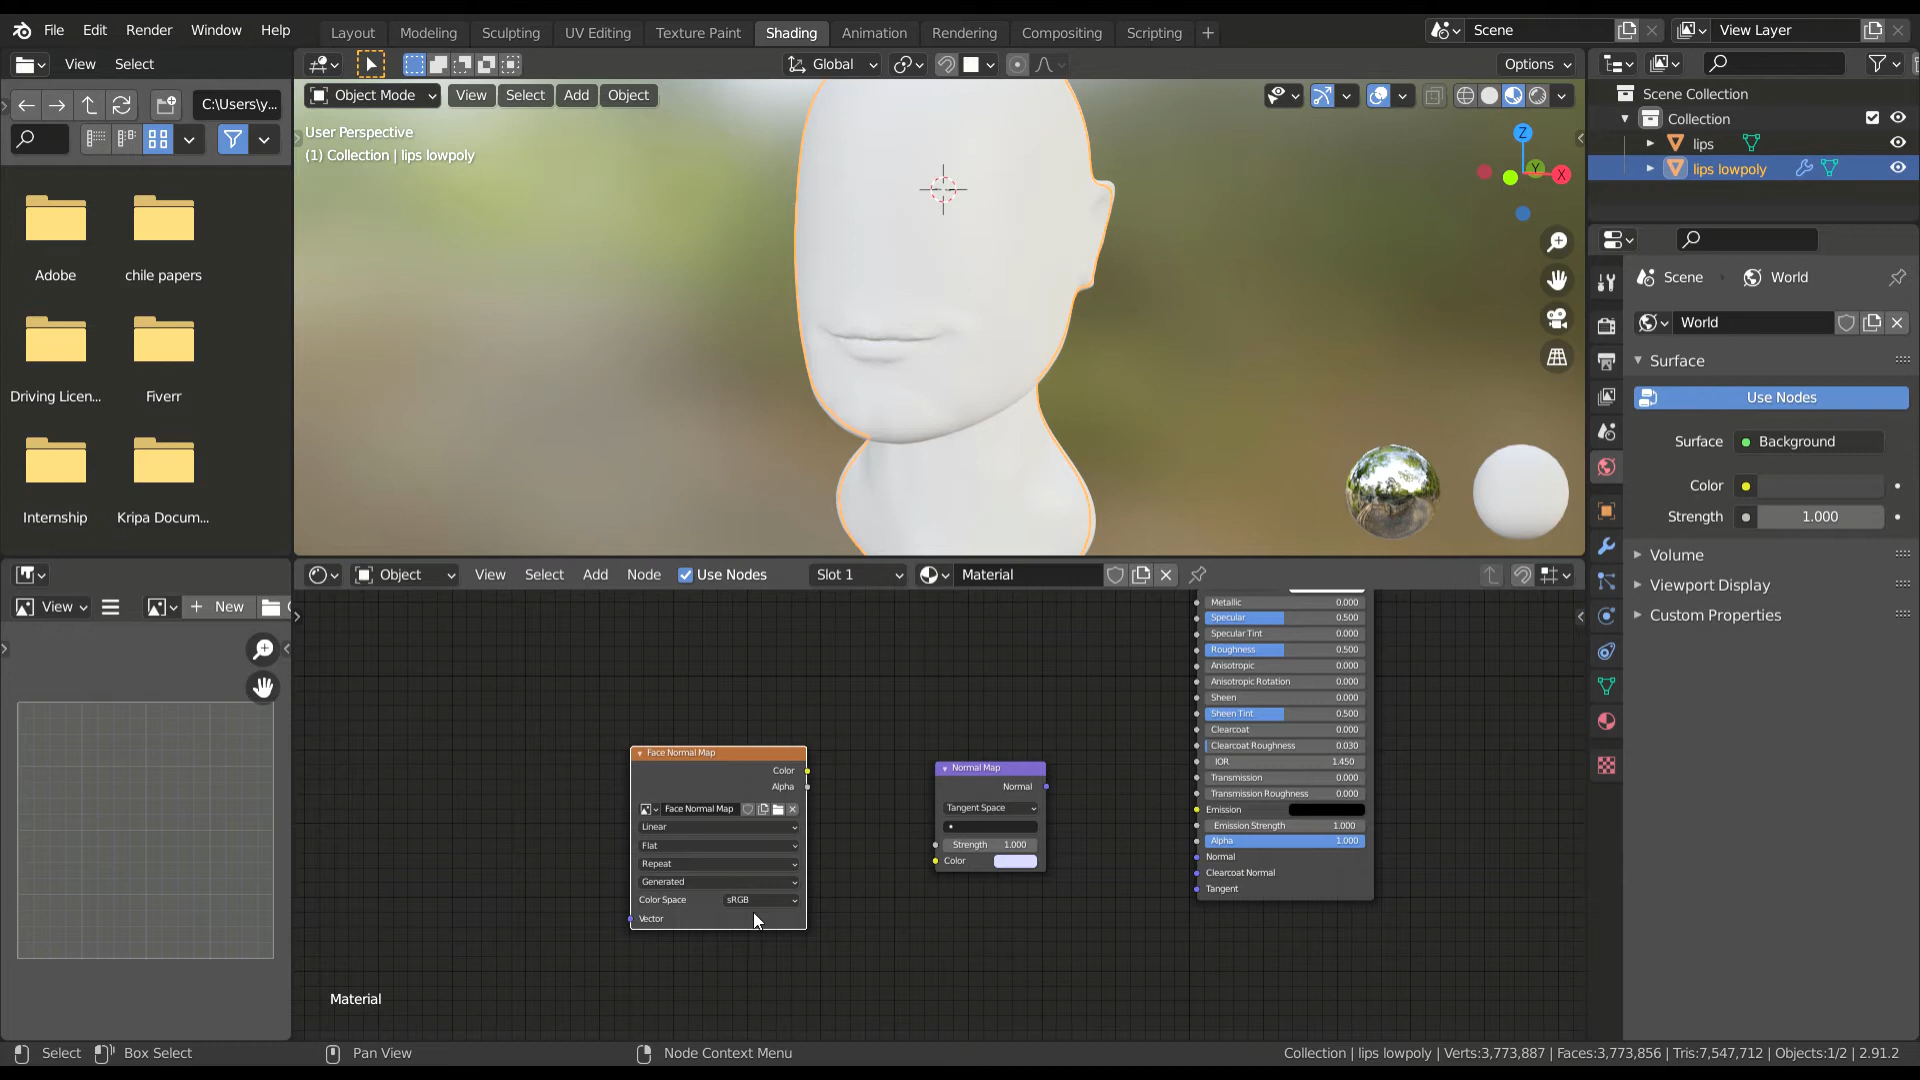 File Edit Render Window Help
Layout Modeling Sculpting UV Editing Texture Paint Shading Animation Rendering Compositing Scripting +
Scene
View Layer
View Select
Global
Options
C:\Users\y...
Object Mode View Select Add Object
User Perspective
(1) Collection | lips lowpoly
Z
Y
X
Scene Collection
Collection
lips
lips lowpoly
Adobe
chile papers
Driving Licen...
Fiverr
Internship
Kripa Docum...
Scene
World
World
Surface
Use Nodes
Surface
Background
Color
Strength
1.000
Volume
Viewport Display
Custom Properties
View
New
Object View Select Add Node Use Nodes Slot 1 Material
Face Normal Map
Color
Alpha
Face Normal Map
Linear
Flat
Repeat
Generated
Color Space sRGB
Vector
Normal Map
Normal
Tangent Space
Strength 1.000
Color
Metallic 0.000
Specular 0.500
Specular Tint 0.000
Roughness 0.500
Anisotropic 0.000
Anisotropic Rotation 0.000
Sheen 0.000
Sheen Tint 0.500
Clearcoat 0.000
Clearcoat Roughness 0.030
IOR 1.450
Transmission 0.000
Transmission Roughness 0.000
Emission
Emission Strength 1.000
Alpha 1.000
Normal
Clearcoat Normal
Tangent
Material
Select
Box Select
Pan View
Node Context Menu
Collection | lips lowpoly | Verts:3,773,887 | Faces:3,773,856 | Tris:7,547,712 | Objects:1/2 | 2.91.2